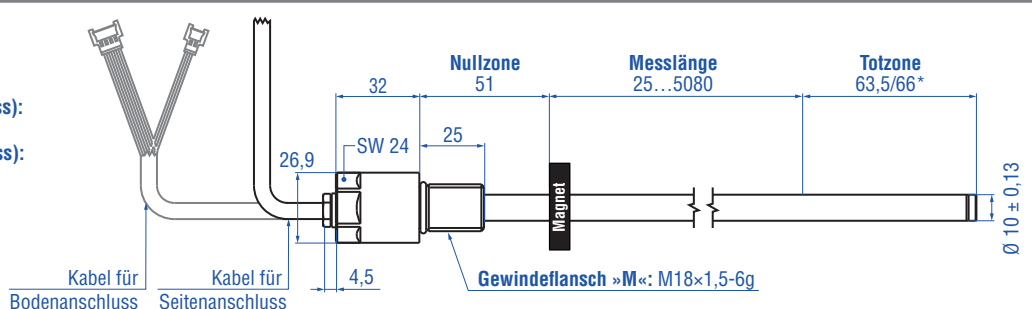 Nullzone
51
Messlänge
25…5080
Totzone
63,5/66*
32
ss):
SW 24
25
ss):
26,9
Magnet
Ø 10 ± 0,13
Kabel für
Bodenanschluss
Kabel für
Seitenanschluss
4,5
Gewindeflansch »M«: M18×1,5-6g